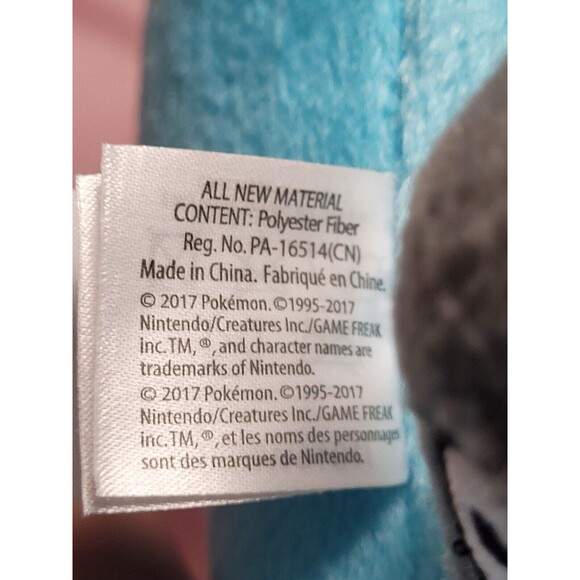 ALL NEW MATERIAL
CONTENT: Polyester Fiber
Reg. No. PA-16514(CN)
Made in China. Fabriqué en Chine.
© 2017 Pokémon. ©1995-2017
Nintendo/Creatures Inc./GAME FREAK
inc.TM, ®, and character names are
trademarks of Nintendo.
© 2017 Pokémon. ©1995-2017
Nintendo/Creatures Inc./GAME FREAK
inc.TM, ®, et les noms des personnages
sont des marques de Nintendo.